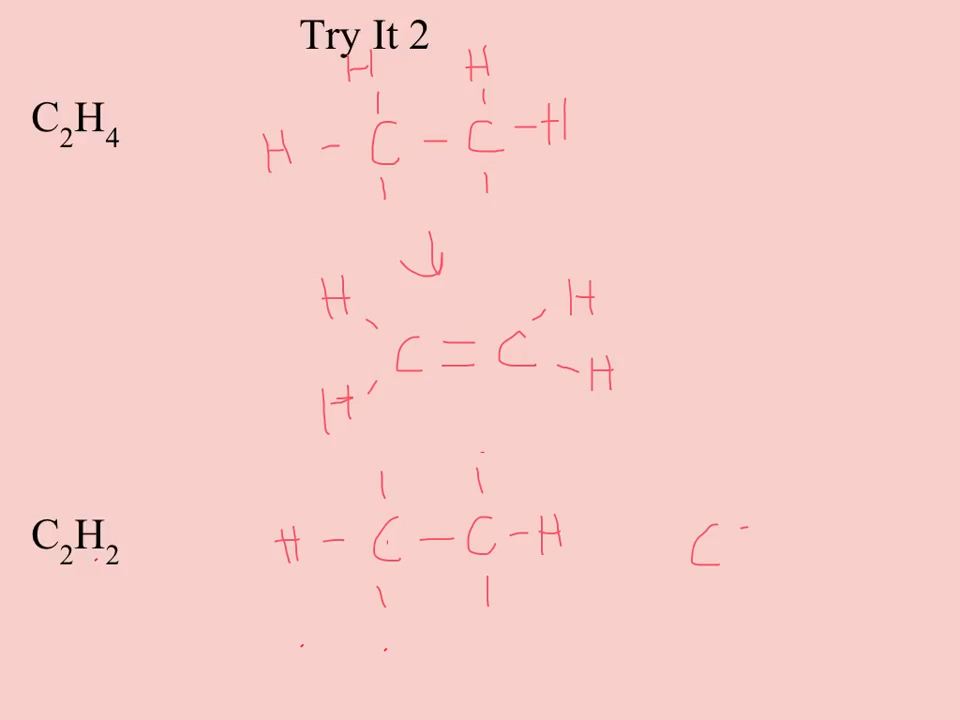 Try It 2
H H
C₂H₄
H - C - C - H
H H
C = C
H H
C₂H₂ H - C - C - H C